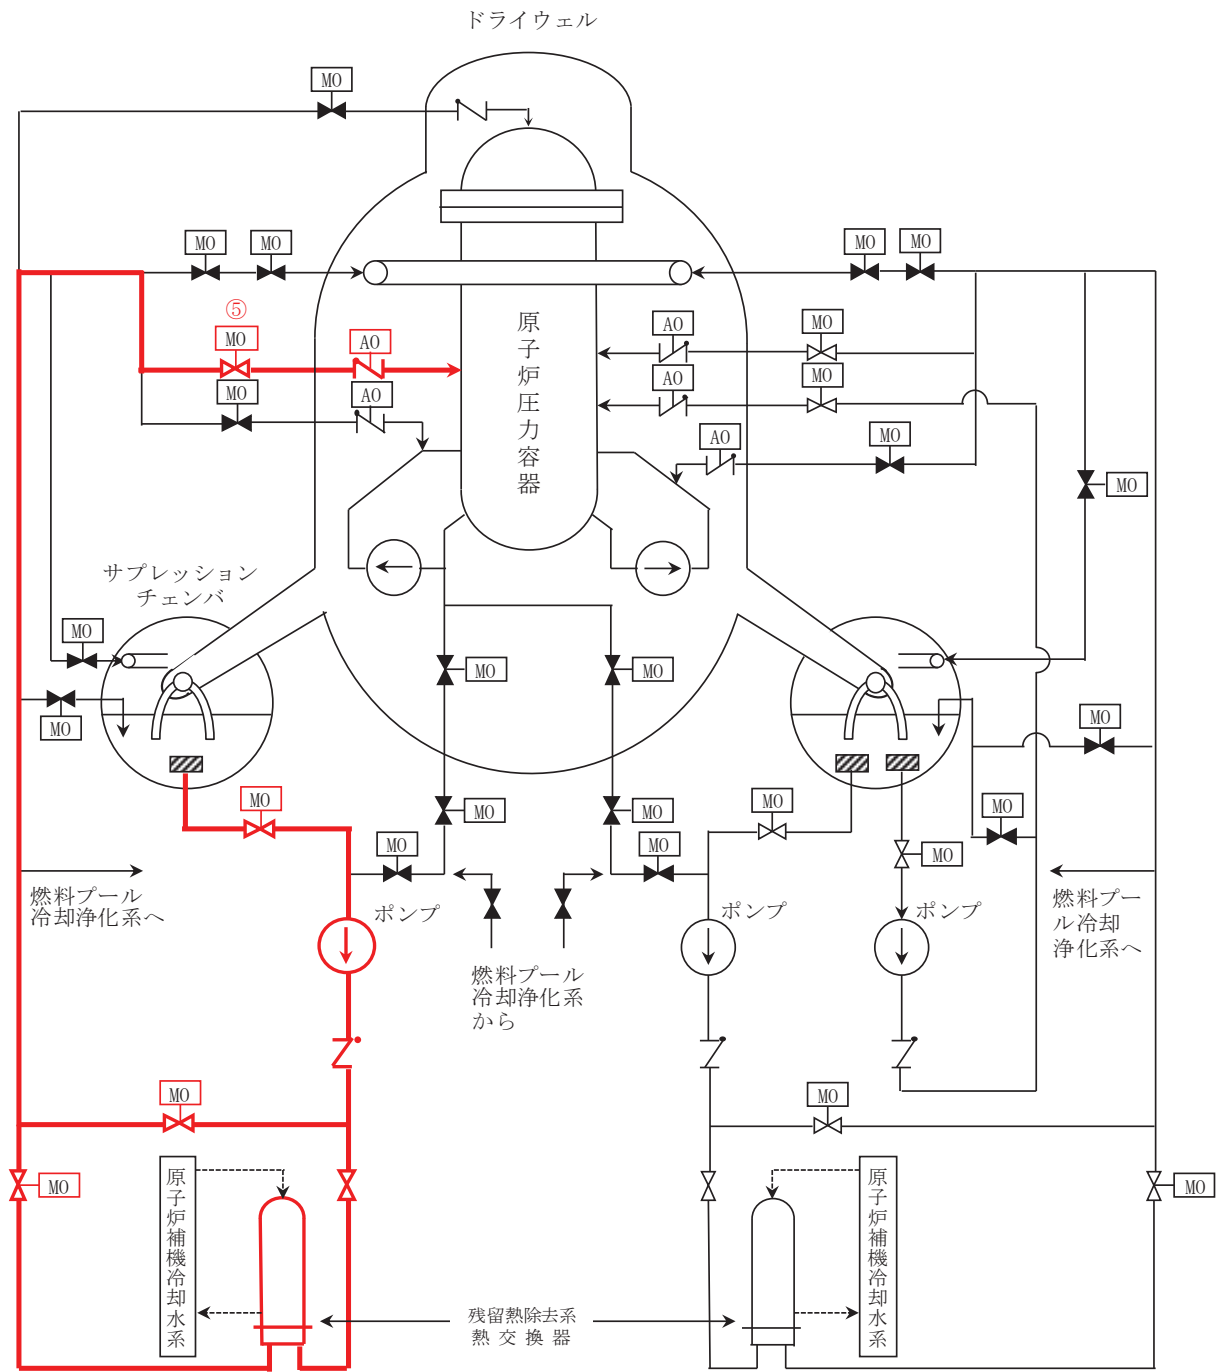 ドライウェル
MO
MO
MO
MO
MO
⑤
MO
AO
AO
MO
MO
AO
AO
MO
MO
AO
MO
原子炉圧力容器
MO
サプレッション
チェンバ
MO
MO
MO
MO
MO
MO
MO
MO
MO
MO
MO
MO
MO
MO
燃料プール
冷却浄化系へ
ポンプ
ポンプ
ポンプ
燃料プー
ル冷却
浄化系へ
燃料プール
冷却浄化系
から
MO
MO
MO
MO
原子炉補機冷却水系
原子炉補機冷却水系
残留熱除去系
熱交換器